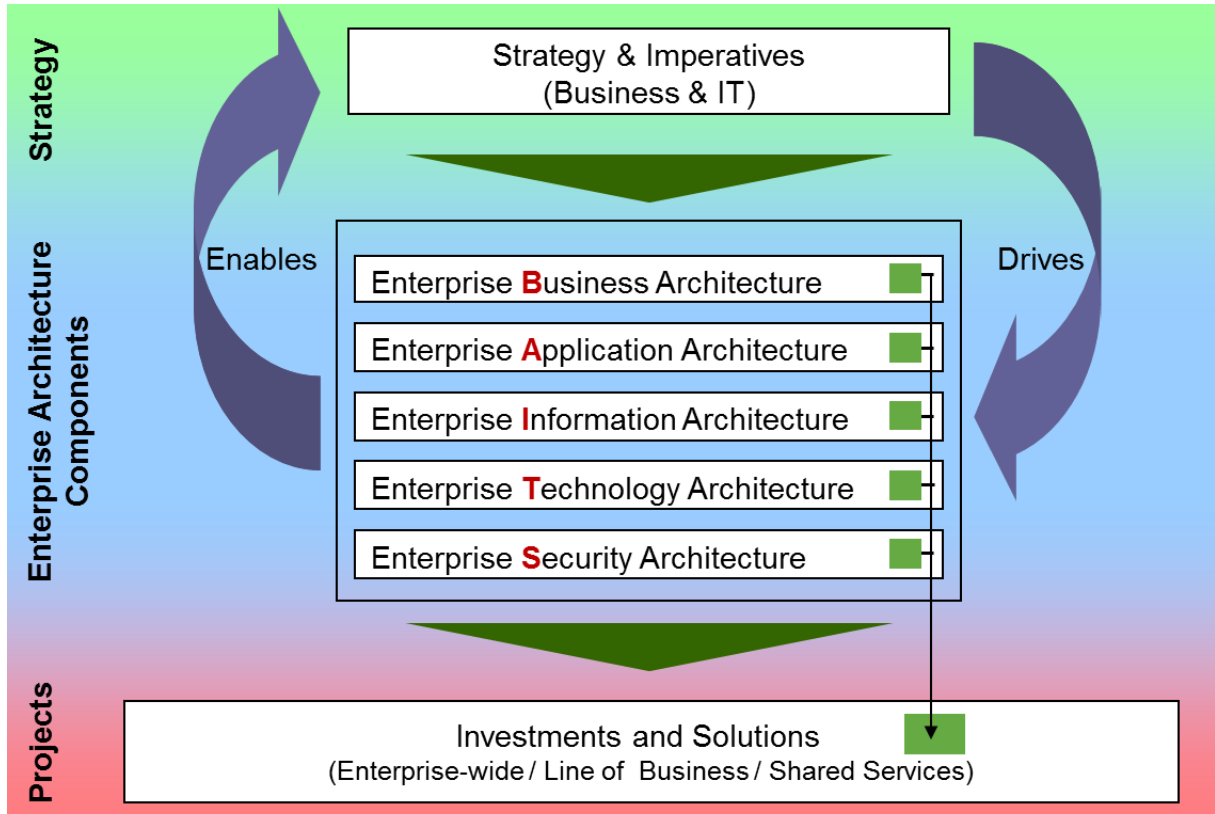 Strategy
Strategy & Imperatives
(Business & IT)
Enables
Drives
Enterprise Architecture
Components
Enterprise Business Architecture
Enterprise Application Architecture
Enterprise Information Architecture
Enterprise Technology Architecture
Enterprise Security Architecture
Projects
Investments and Solutions
(Enterprise-wide / Line of Business / Shared Services)